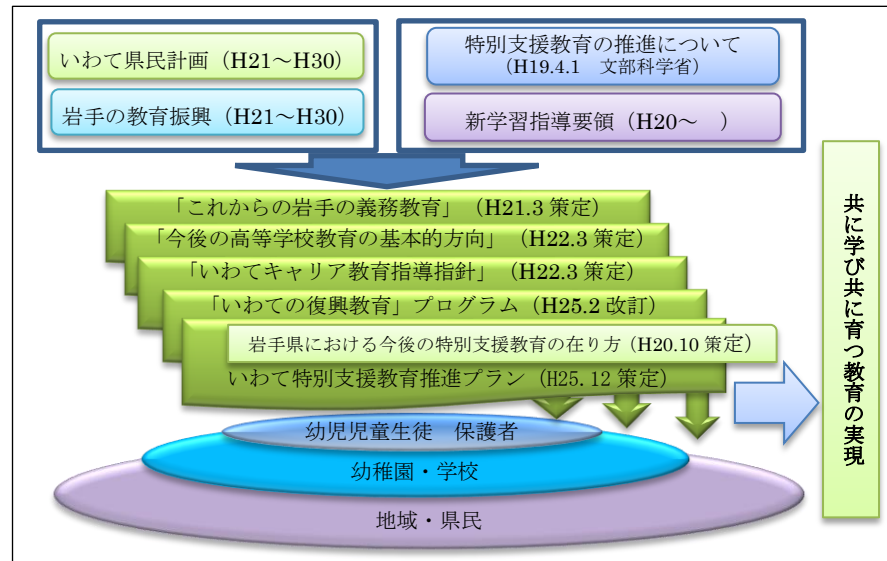 いわて県民計画（H21～H30）
岩手の教育振興（H21～H30）
特別支援教育の推進について
（H19.4.1　文部科学省）
新学習指導要領（H20～　）
「これからの岩手の義務教育」（H21.3 策定）
「今後の高等学校教育の基本的方向」（H22.3 策定）
「いわてキャリア教育指導指針」（H22.3 策定）
「いわての復興教育」プログラム（H25.2 改訂）
岩手県における今後の特別支援教育の在り方（H20.10 策定）
いわて特別支援教育推進プラン（H25.12 策定）
幼児児童生徒　保護者
幼稚園・学校
地域・県民
共に学び共に育つ教育の実現